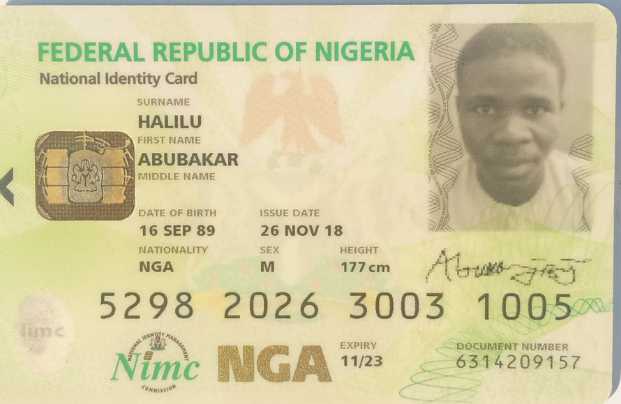 FEDERAL REPUBLIC OF NIGERIA
National Identity Card
SURNAME
HALILU
FIRST NAME
ABUBAKAR
MIDDLE NAME
DATE OF BIRTH ISSUE DATE
16 SEP 89 26 NOV 18
NATIONALITY SEX HEIGHT
NGA M 177 cm
5298 2026 3003 1005
nimc
NATIONAL IDENTITY MANAGEMENT
Nimc
COMMISSION
NGA
EXPIRY
11/23
DOCUMENT NUMBER
6314209157